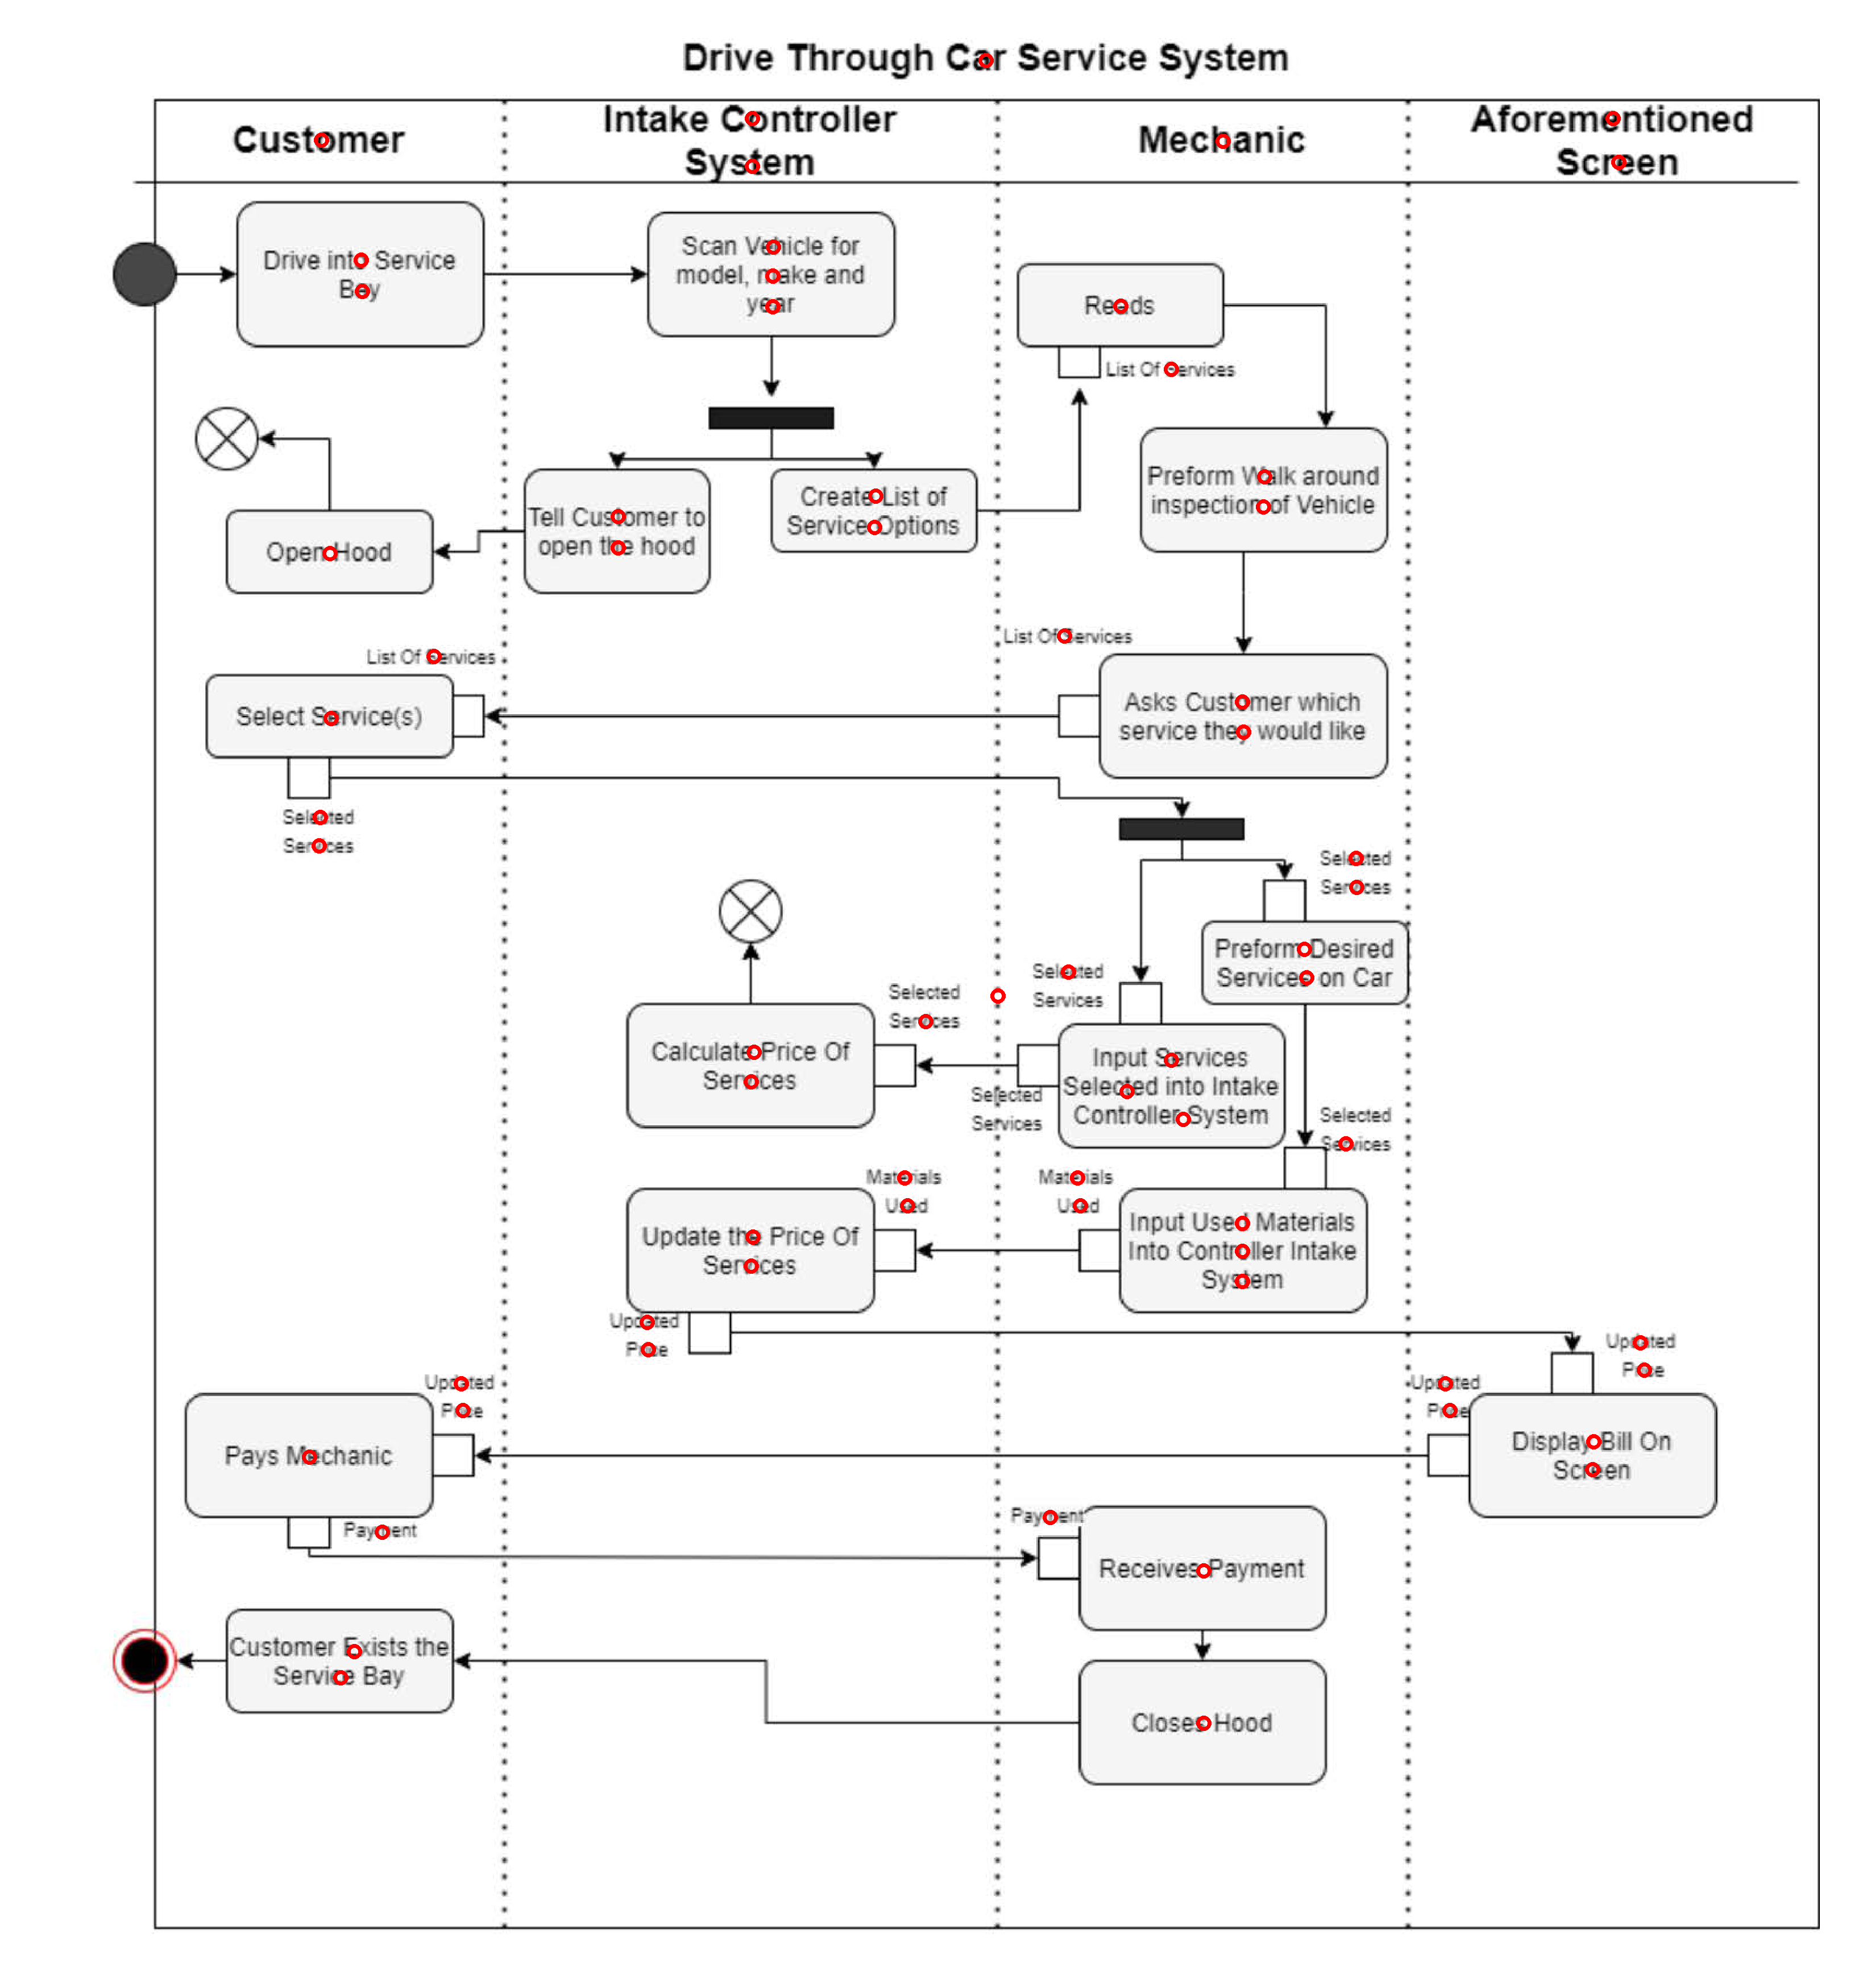 Drive Through Car Service System
Customer
Intake Controller
System
Mechanic
Aforementioned
Screen
Drive into Service
Bay
Scan Vehicle for
model, make and
year
Reads
List Of Services
Preform Walk around
inspection of Vehicle
Create List of
Service Options
Tell Customer to
open the hood
Open Hood
List Of Services
List Of Services
Select Service(s)
Asks Customer which
service they would like
Selected
Services
Selected
Services
Preform Desired
Services on Car
Selected
Services
Selected
Services
Calculate Price Of
Services
Input Services
Selected into Intake
Controller System
Selected
Services
Selected
Services
Materials
Used
Materials
Used
Update the Price Of
Services
Input Used Materials
Into Controller Intake
System
Updated
Price
Updated
Price
Updated
Price
Updated
Price
Pays Mechanic
Display Bill On
Screen
Payment
Payment
Receives Payment
Customer Exists the
Service Bay
Closes Hood